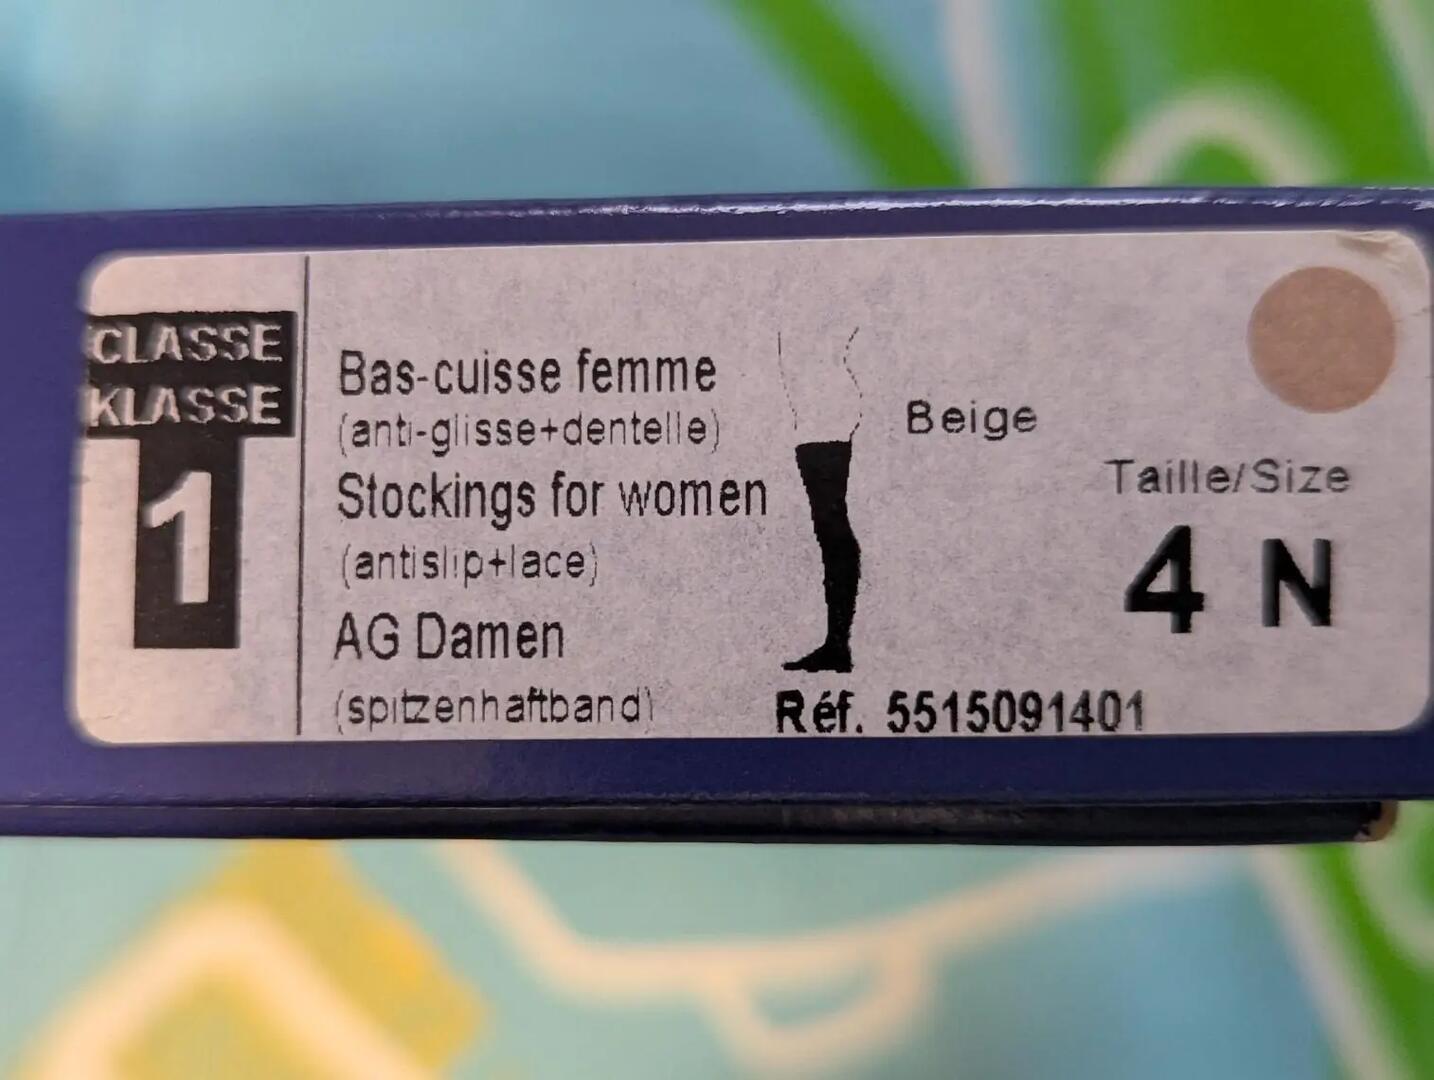 CLASSE
KLASSE
1
Bas-cuisse femme
(anti-glisse+dentelle)
Stockings for women
(antislip+lace)
AG Damen
(spitzenhaftband)
Beige
Taille/Size
4 N
Réf. 5515091401